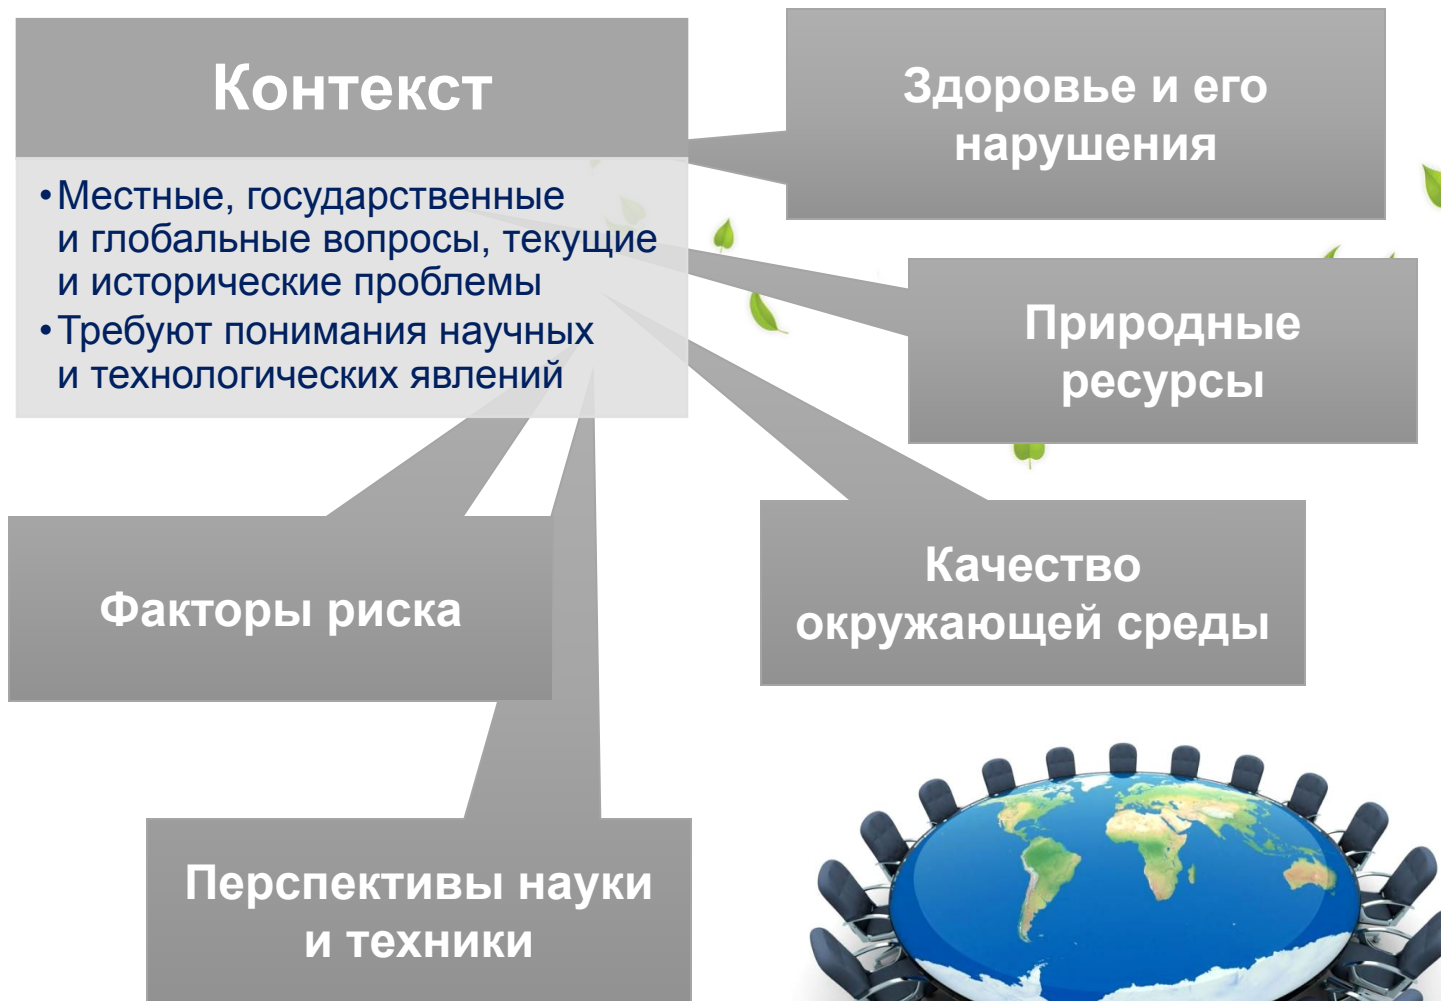 Контекст
•Местные, государственные
и глобальные вопросы, текущие
и исторические проблемы
•Требуют понимания научных
и технологических явлений
Здоровье и его
нарушения
Природные
ресурсы
Качество
окружающей среды
Факторы риска
Перспективы науки
и техники